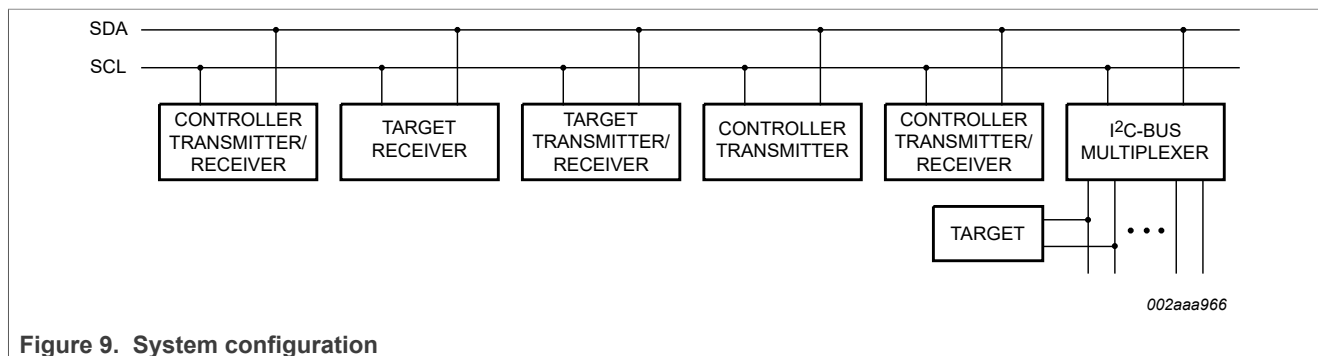 SDA
SCL
CONTROLLER
TRANSMITTER/
RECEIVER
TARGET
RECEIVER
TARGET
TRANSMITTER/
RECEIVER
CONTROLLER
TRANSMITTER
CONTROLLER
TRANSMITTER/
RECEIVER
I²C-BUS
MULTIPLEXER
TARGET
002aaa966
Figure 9. System configuration